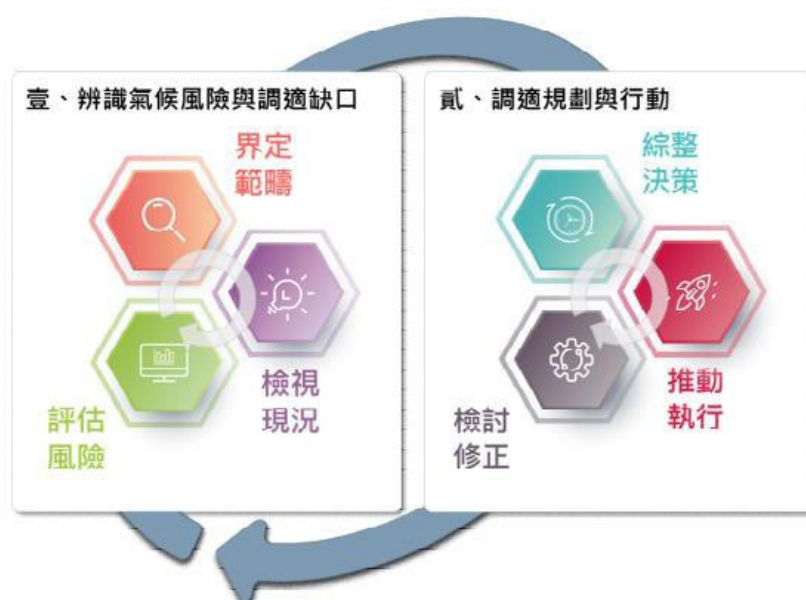 壹、辨識氣候風險與調適缺口
界定
範疇
檢視
現況
評估
風險
貳、調適規劃與行動
綜整
決策
推動
執行
檢討
修正